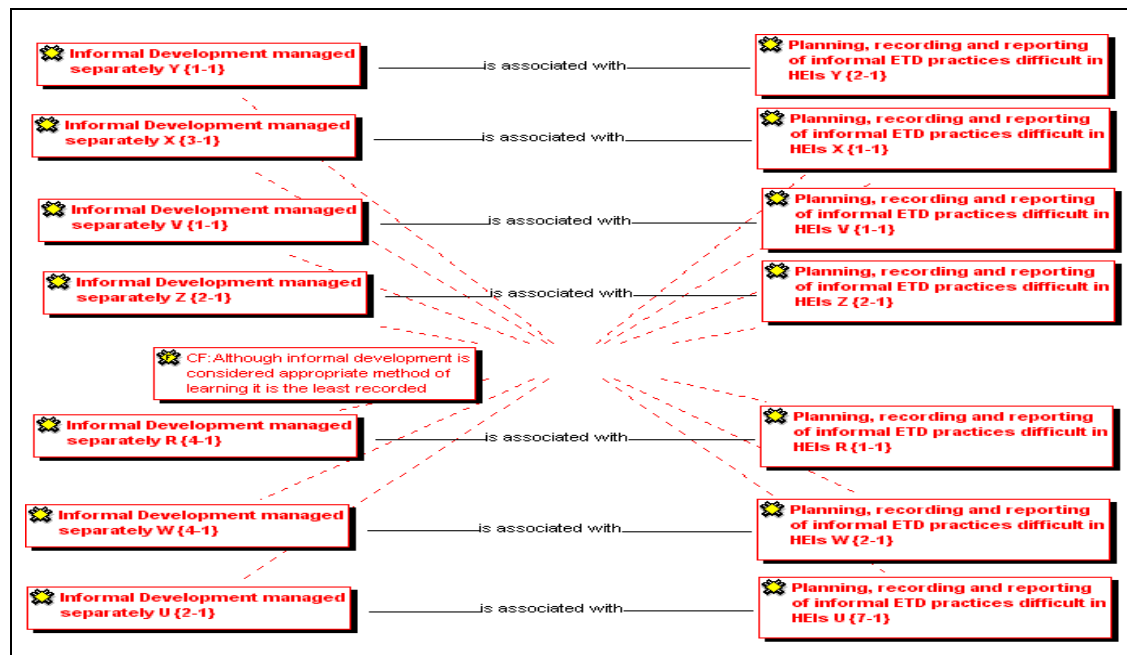 Informal Development managed
separately Y {1-1}
is associated with
Planning, recording and reporting
of informal ETD practices difficult in
HEIs Y {2-1}
Informal Development managed
separately X {3-1}
is associated with
Planning, recording and reporting
of informal ETD practices difficult in
HEIs X {1-1}
Informal Development managed
separately V {1-1}
is associated with
Planning, recording and reporting
of informal ETD practices difficult in
HEIs V {1-1}
Informal Development managed
separately Z {2-1}
is associated with
Planning, recording and reporting
of informal ETD practices difficult in
HEIs Z {2-1}
CF:Although informal development is
considered appropriate method of
learning it is the least recorded
Informal Development managed
separately R {4-1}
is associated with
Planning, recording and reporting
of informal ETD practices difficult in
HEIs R {1-1}
Informal Development managed
separately W {4-1}
is associated with
Planning, recording and reporting
of informal ETD practices difficult in
HEIs W {2-1}
Informal Development managed
separately U {2-1}
is associated with
Planning, recording and reporting
of informal ETD practices difficult in
HEIs U {7-1}